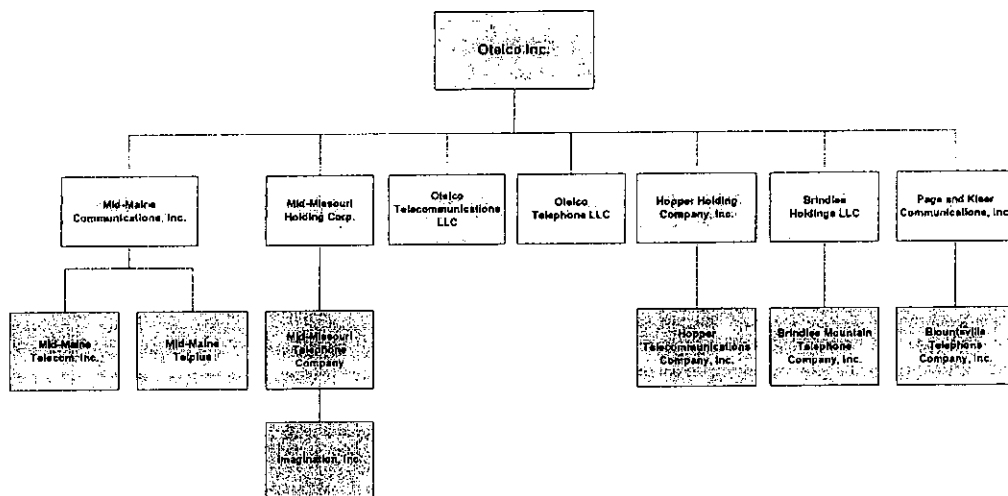 Otelco Inc.
Mid-Maine
Communications, Inc.
Mid-Missouri
Holding Corp.
Otelco
Telecommunications
LLC
Otelco
Telephone LLC
Hopper Holding
Company, Inc.
Brindlee
Holdings LLC
Page and Kiser
Communications, Inc.
Mid-Maine
Telecom, Inc.
Mid-Maine
Telplus
Mid-Missouri
Telephone
Company
Hopper
Telecommunications
Company, Inc.
Brindlee Mountain
Telephone
Company, Inc.
Blountsville
Telephone
Company, Inc.
Imagination, Inc.